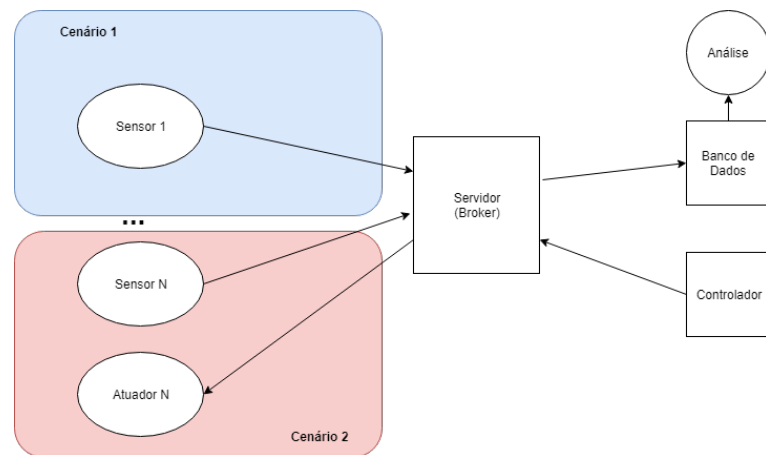 Cenário 1
Sensor 1
...
Sensor N
Atuador N
Cenário 2
Servidor
(Broker)
Análise
Banco de
Dados
Controlador